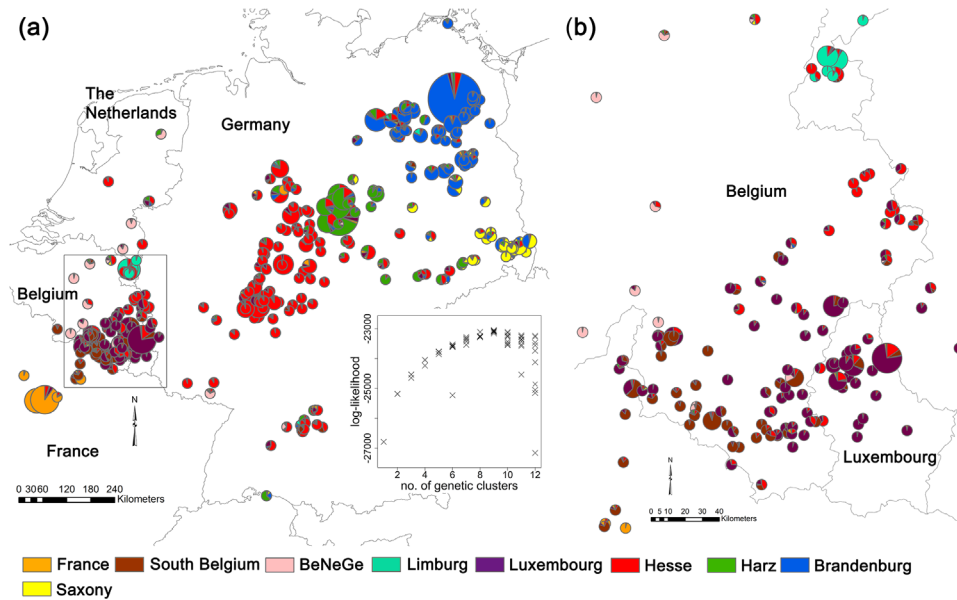 (a)
The
Netherlands
Germany
Belgium
France
N
0 3060 120 180 240
Kilometers
log-likelihood
-23000
-25000
-27000
2 4 6 8 10 12
no. of genetic clusters
(b)
Belgium
Luxembourg
N
0 5 10 20 30 40
Kilometers
France South Belgium BeNeGe Limburg Luxembourg Hesse Harz Brandenburg
Saxony